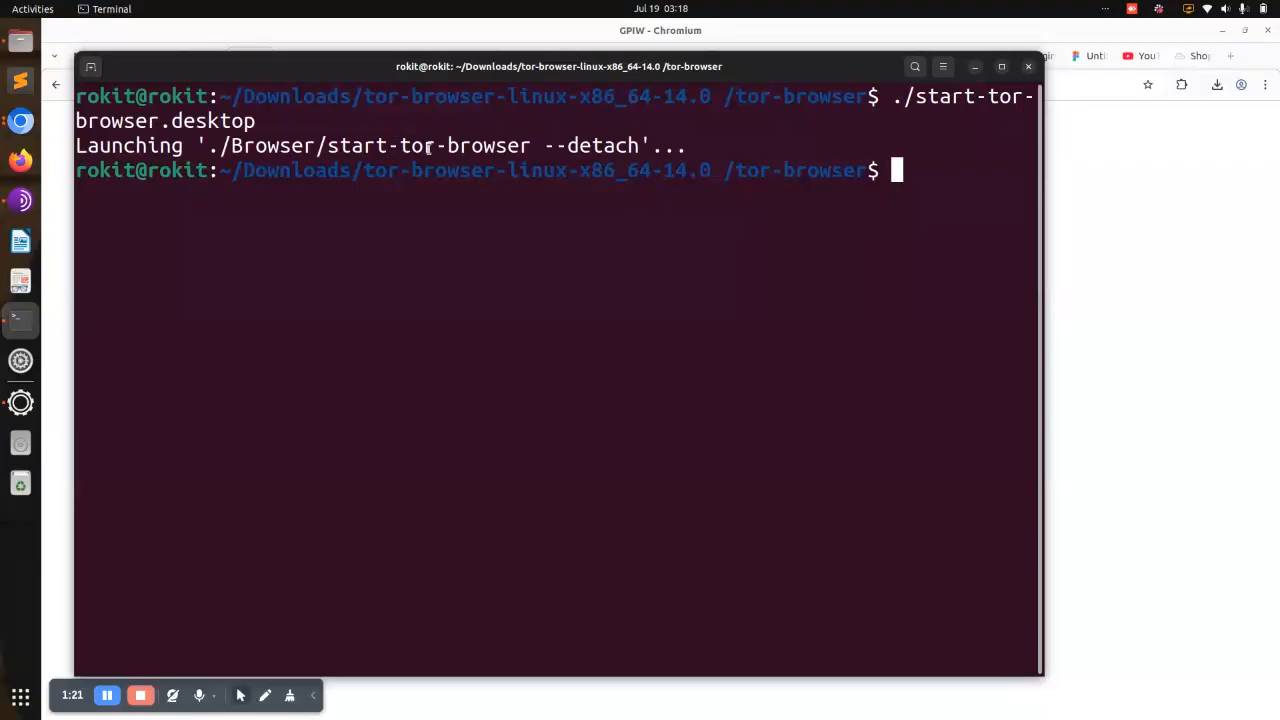 Activities
Terminal
Jul 19 03:18
GPIW - Chromium
Unti
You
Sho
rokit@rokit: ~/Downloads/tor-browser-linux-x86_64-14.0 /tor-browser
rokit@rokit:~/Downloads/tor-browser-linux-x86_64-14.0 /tor-browser$ ./start-tor-
browser.desktop
Launching './Browser/start-tor-browser --detach'...
rokit@rokit:~/Downloads/tor-browser-linux-x86_64-14.0 /tor-browser$
1:21